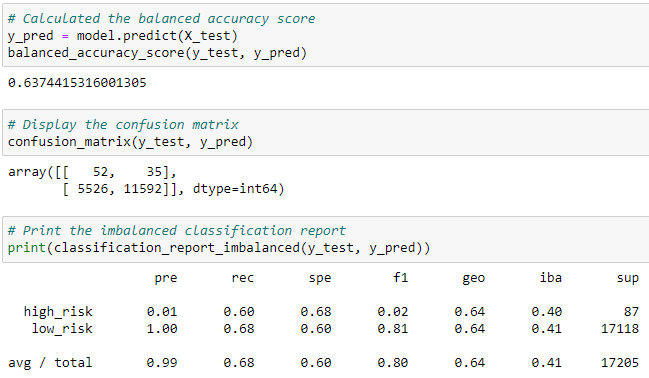 # Calculated the balanced accuracy score
y_pred = model.predict(X_test)
balanced_accuracy_score(y_test, y_pred)
0.6374415316001305
# Display the confusion matrix
confusion_matrix(y_test, y_pred)
array([[   52,    35],
       [ 5526, 11592]], dtype=int64)
# Print the imbalanced classification report
print(classification_report_imbalanced(y_test, y_pred))
                   pre       rec       spe        f1       geo       iba       sup
  high_risk       0.01      0.60      0.68      0.02      0.64      0.40        87
   low_risk       1.00      0.68      0.60      0.81      0.64      0.41     17118
avg / total       0.99      0.68      0.60      0.80      0.64      0.41     17205